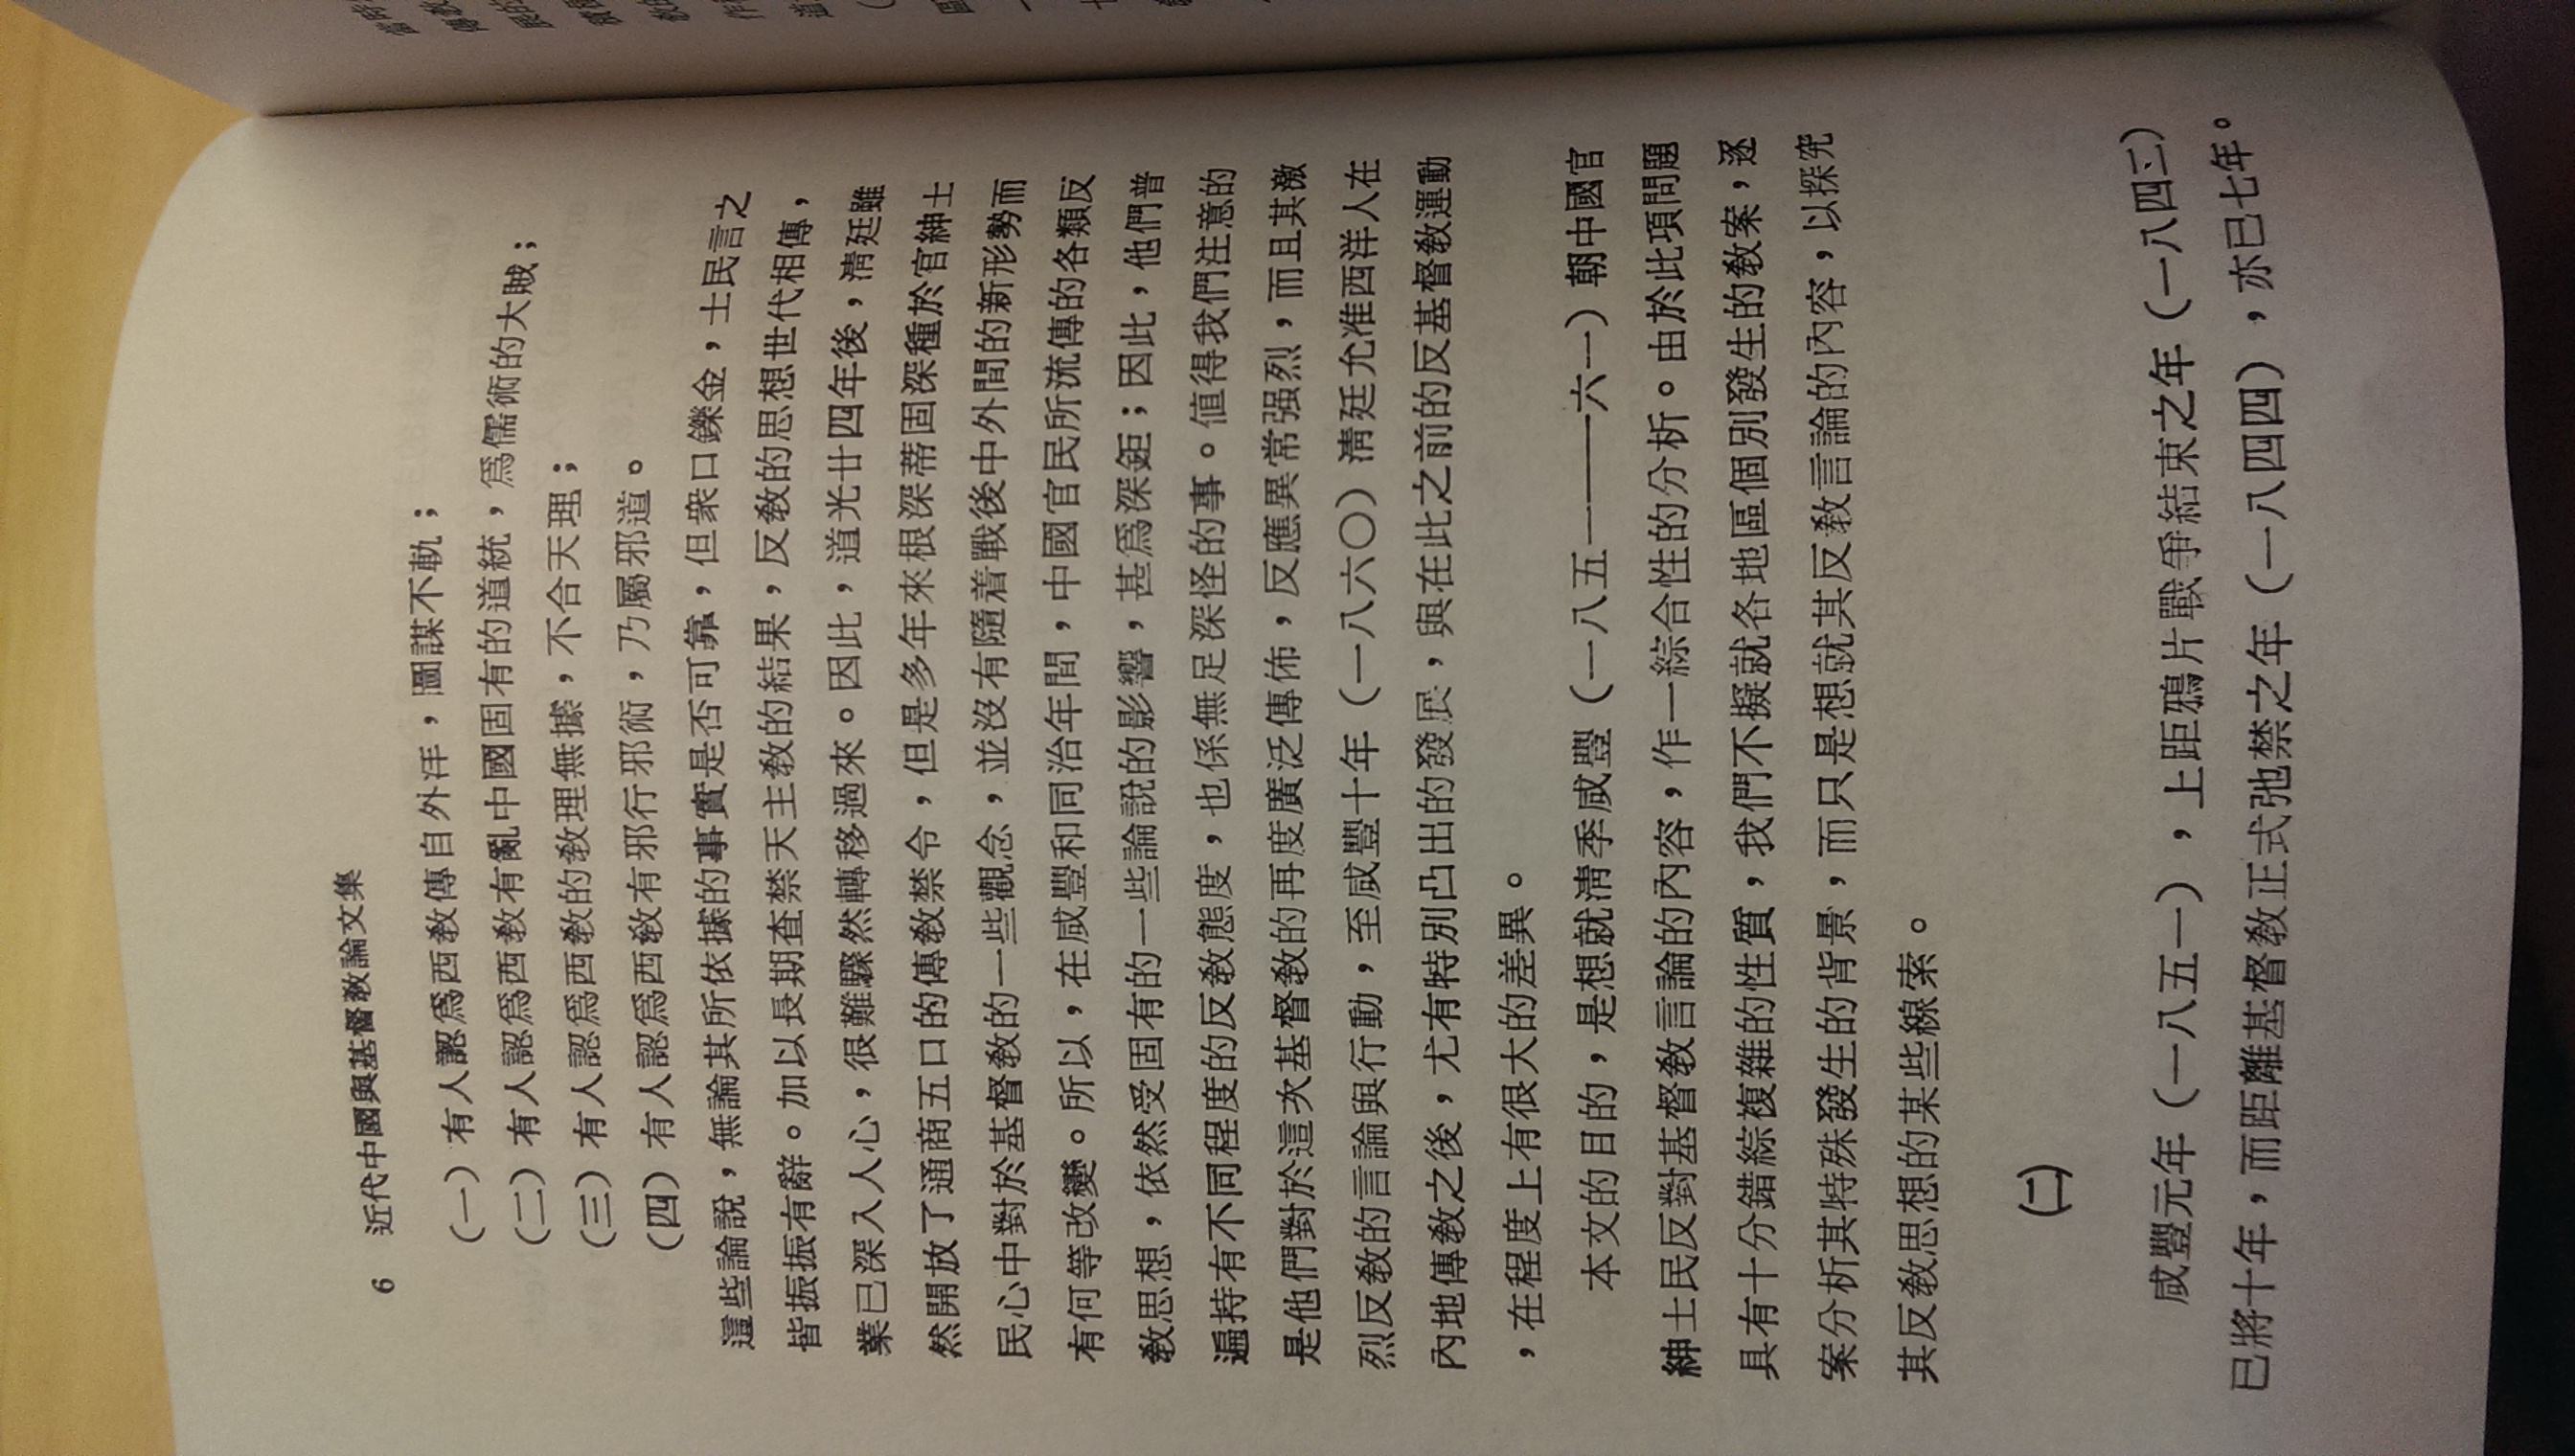 6　近代中國與基督敎論文集
（一）有人認爲西敎傳自外洋，圖謀不軌；
（二）有人認爲西敎有亂中國固有的道統，爲儒術的大賊；
（三）有人認爲西敎的敎理無據，不合天理；
（四）有人認爲西敎有邪行邪術，乃屬邪道。
這些論說，無論其所依據的事實是否可靠，但衆口鑠金，士民言之
皆振振有辭。加以長期查禁天主敎的結果，反敎的思想世代相傳，
業已深入人心，很難驟然轉移過來。因此，道光廿四年後，淸廷雖
然開放了通商五口的傳敎禁令，但是多年來根深蒂固深種於官紳士
民心中對於基督敎的一些觀念，並沒有隨着戰後中外間的新形勢而
有何等改變。所以，在咸豐和同治年間，中國官民所流傳的各類反
敎思想，依然受固有的一些論說的影響，甚爲深鉅；因此，他們普
遍持有不同程度的反敎態度，也係無足深怪的事。值得我們注意的
是他們對於這次基督敎的再度廣泛傳佈，反應異常强烈，而且其激
烈反敎的言論與行動，至咸豐十年（一八六〇）淸廷允准西洋人在
內地傳敎之後，尤有特別凸出的發展，與在此之前的反基督敎運動
，在程度上有很大的差異。
本文的目的，是想就淸季咸豐（一八五一——六一）朝中國官
紳士民反對基督敎言論的內容，作一綜合性的分析。由於此項問題
具有十分錯綜複雜的性質，我們不擬就各地區個別發生的敎案，逐
案分析其特殊發生的背景，而只是想就其反敎言論的內容，以探究
其反敎思想的某些線索。
（二）
咸豐元年（一八五一），上距鴉片戰爭結束之年（一八四二）
已將十年，而距離基督敎正式弛禁之年（一八四四），亦已七年。